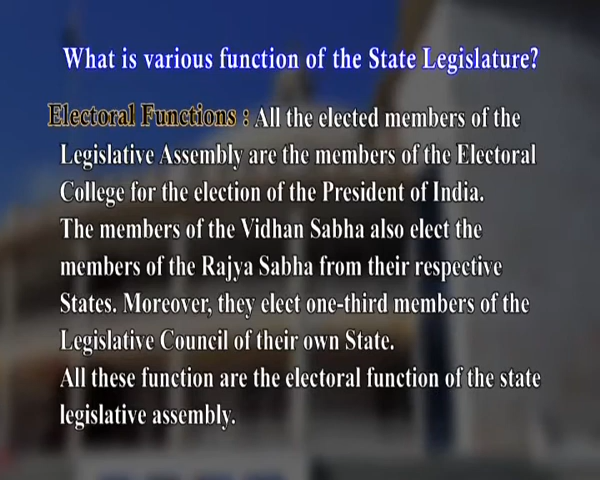 What is various function of the State Legislature?
Electoral Functions : All the elected members of the
Legislative Assembly are the members of the Electoral
College for the election of the President of India.
The members of the Vidhan Sabha also elect the
members of the Rajya Sabha from their respective
States. Moreover, they elect one-third members of the
Legislative Council of their own State.
All these function are the electoral function of the state
legislative assembly.